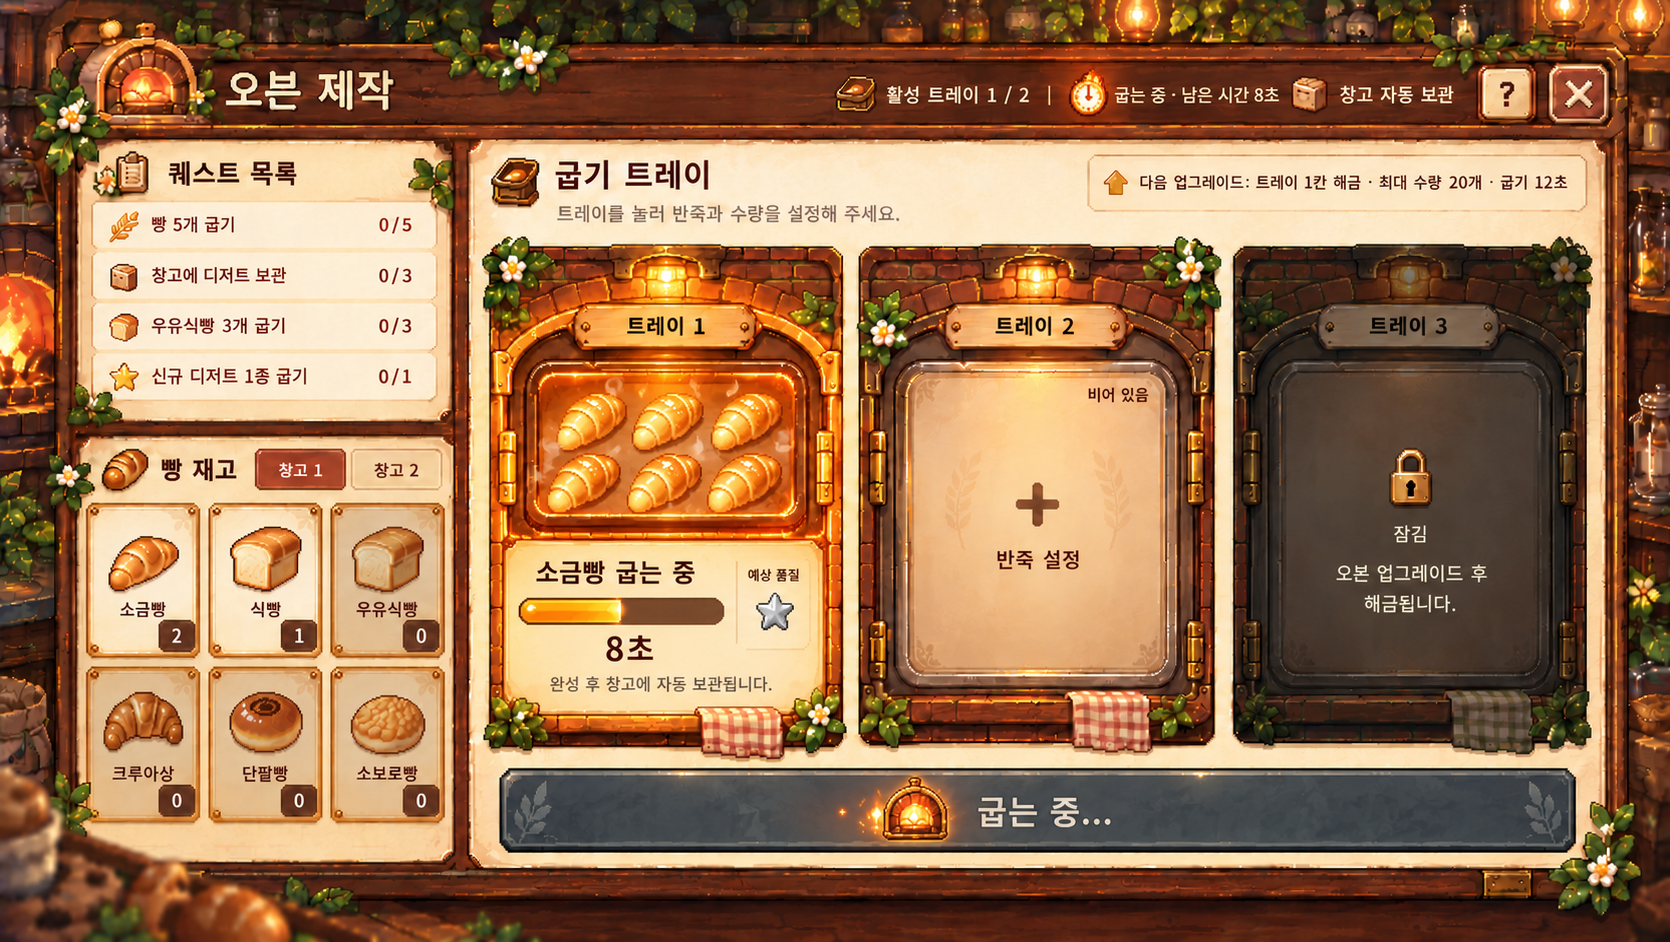 오븐 제작
활성 트레이 1 / 2 | 굽는 중 · 남은 시간 8초 창고 자동 보관 ?
퀘스트 목록
빵 5개 굽기 0/5
창고에 디저트 보관 0/3
우유식빵 3개 굽기 0/3
신규 디저트 1종 굽기 0/1
빵 재고 창고 1 창고 2
소금빵 2
식빵 1
우유식빵 0
크루아상 0
단팥빵 0
소보로빵 0
굽기 트레이
트레이를 눌러 반죽과 수량을 설정해 주세요.
다음 업그레이드: 트레이 1칸 해금 · 최대 수량 20개 · 굽기 12초
트레이 1
소금빵 굽는 중
예상 품질
8초
완성 후 창고에 자동 보관됩니다.
트레이 2
비어 있음
반죽 설정
트레이 3
잠김
오븐 업그레이드 후
해금됩니다.
굽는 중...